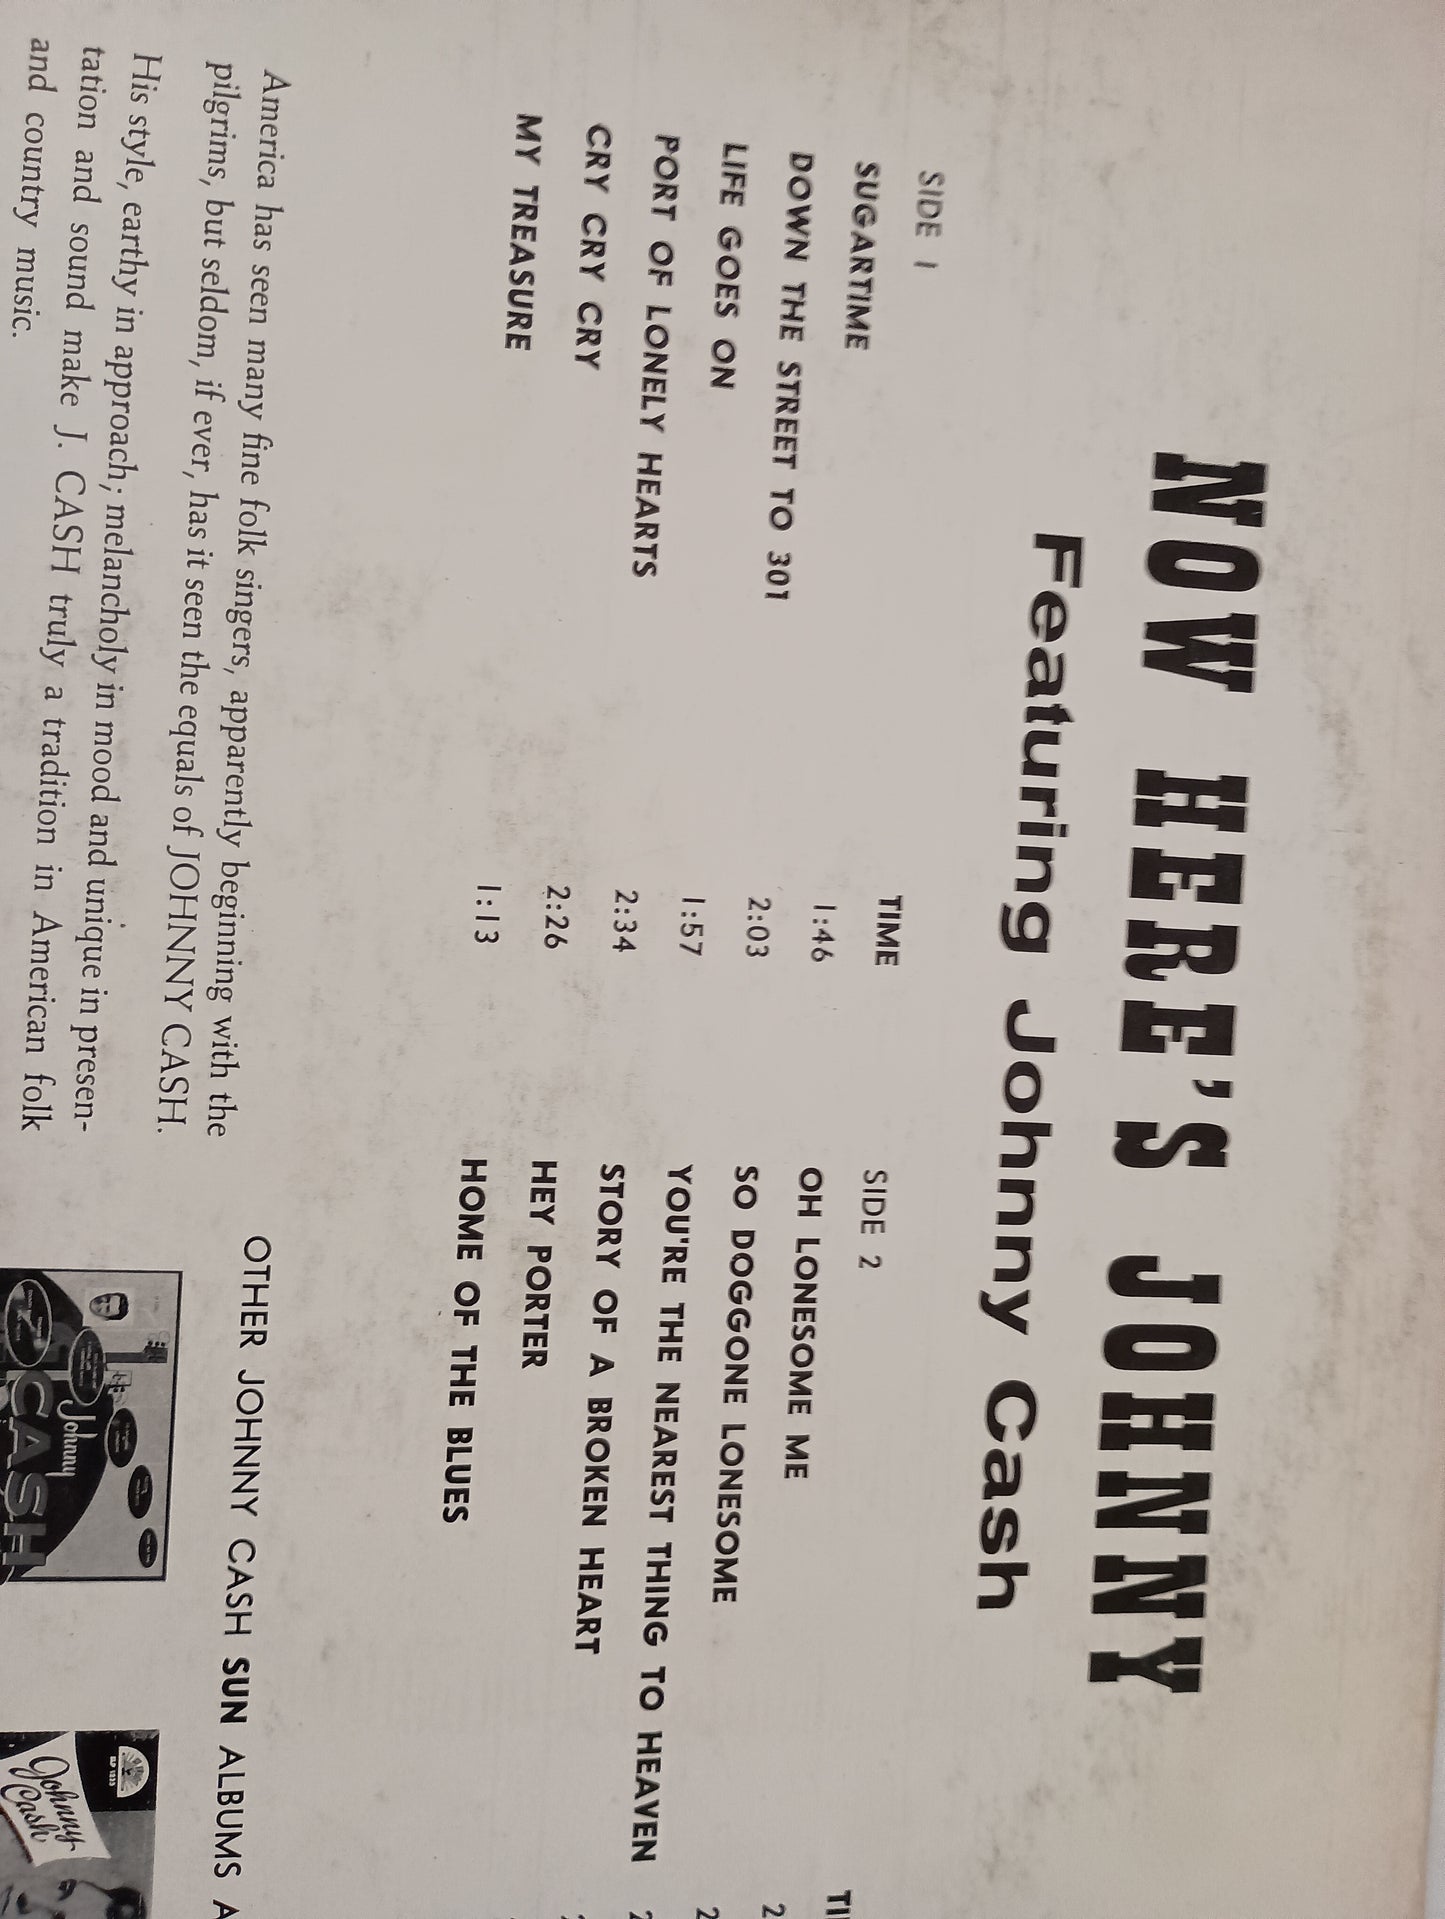 NOW HERE'S JOHNNY
Featuring Johnny Cash
SIDE 1 TIME
SUGARTIME 1:46
DOWN THE STREET TO 301 2:03
LIFE GOES ON 1:57
PORT OF LONELY HEARTS 2:34
CRY CRY CRY 2:26
MY TREASURE 1:13
SIDE 2
OH LONESOME ME 2
SO DOGGONE LONESOME 2
YOU'RE THE NEAREST THING TO HEAVEN 2
STORY OF A BROKEN HEART
HEY PORTER
HOME OF THE BLUES
America has seen many fine folk singers, apparently beginning with the
pilgrims, but seldom, if ever, has it seen the equals of JOHNNY CASH.
His style, earthy in approach; melancholy in mood and unique in presen-
tation and sound make J. CASH truly a tradition in American folk
and country music.
OTHER JOHNNY CASH SUN ALBUMS A
Johnny
CASH
Johnny
Cash